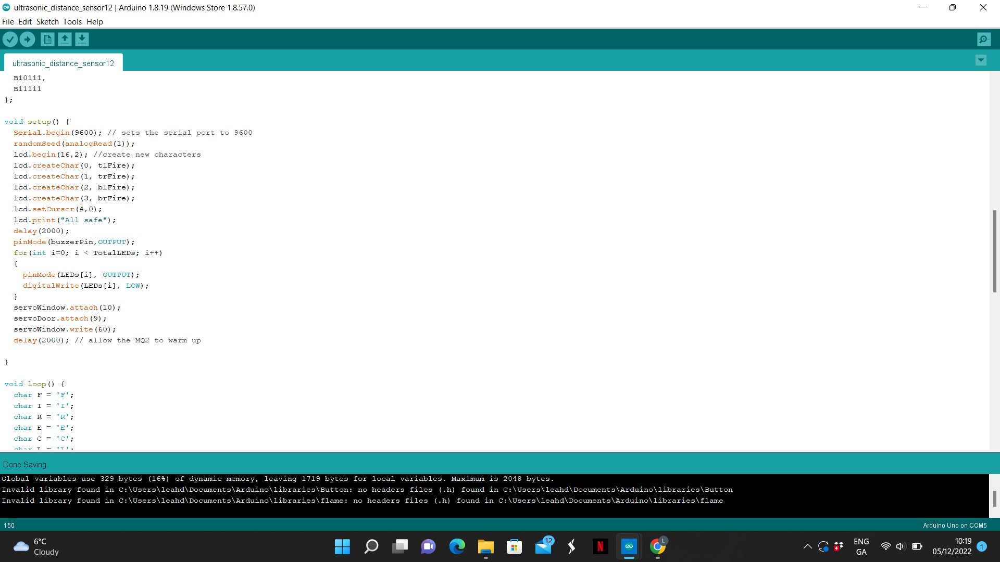 ultrasonic_distance_sensor12 | Arduino 1.8.19 (Windows Store 1.8.57.0)
File Edit Sketch Tools Help
ultrasonic_distance_sensor12
B10111,
B11111
};
void setup() {
Serial.begin(9600); // sets the serial port to 9600
randomSeed(analogRead(1));
lcd.begin(16,2); //create new characters
lcd.createChar(0, tlFire);
lcd.createChar(1, trFire);
lcd.createChar(2, blFire);
lcd.createChar(3, brFire);
lcd.setCursor(4,0);
lcd.print("All safe");
delay(2000);
pinMode(buzzerPin,OUTPUT);
for(int i=0; i < TotalLEDs; i++)
{
pinMode(LEDs[i], OUTPUT);
digitalWrite(LEDs[i], LOW);
}
servoWindow.attach(10);
servoDoor.attach(9);
servoWindow.write(60);
delay(2000); // allow the MQ2 to warm up
}
void loop() {
char F = 'F';
char I = 'I';
char R = 'R';
char E = 'E';
char C = 'C';
Done Saving.
Global variables use 329 bytes (16%) of dynamic memory, leaving 1719 bytes for local variables. Maximum is 2048 bytes.
Invalid library found in C:\Users\leahd\Documents\Arduino\libraries\Button: no headers files (.h) found in C:\Users\leahd\Documents\Arduino\libraries\Button
Invalid library found in C:\Users\leahd\Documents\Arduino\libraries\flame: no headers files (.h) found in C:\Users\leahd\Documents\Arduino\libraries\flame
150
Arduino Uno on COM5
6°C
Cloudy
12
N
L
4
ENG
GA
10:19
05/12/2022
1